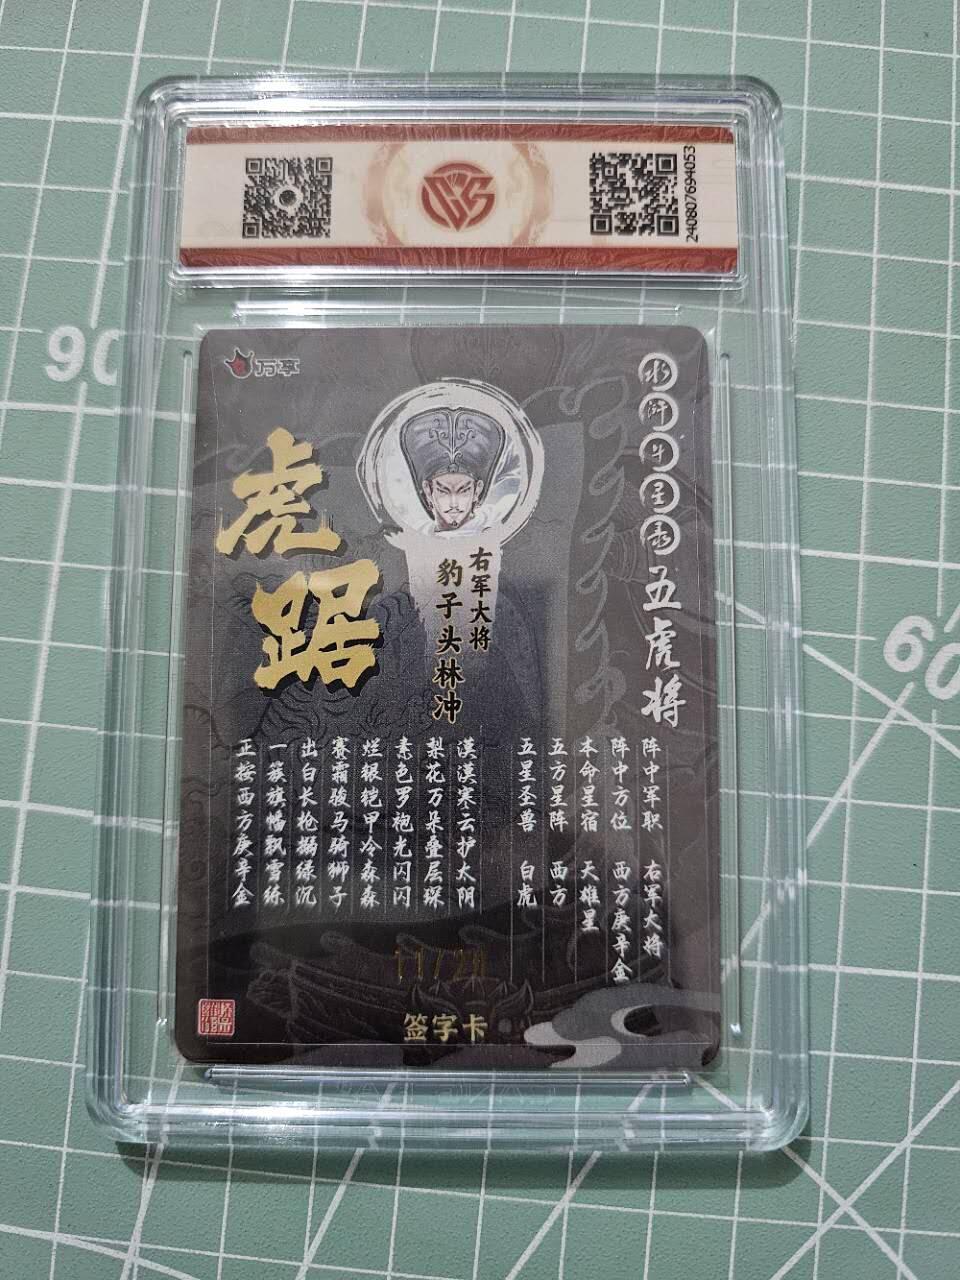 240807694053
90
60
万享
水浒斗星录
五虎将
虎踞
右军大将
豹子头林冲
阵中军职 右军大将
阵中方位 西方庚辛金
本命星宿 天雄星
五方星阵 西方
五星圣兽 白虎
漠漠寒云护太阴
梨花万朵叠层琛
素色罗袍光闪闪
烂银铠甲冷森森
赛霜骏马骑狮子
出白长枪搦绿沉
一簇旗幡飘雪练
正按西方庚辛金
11/20
签字卡